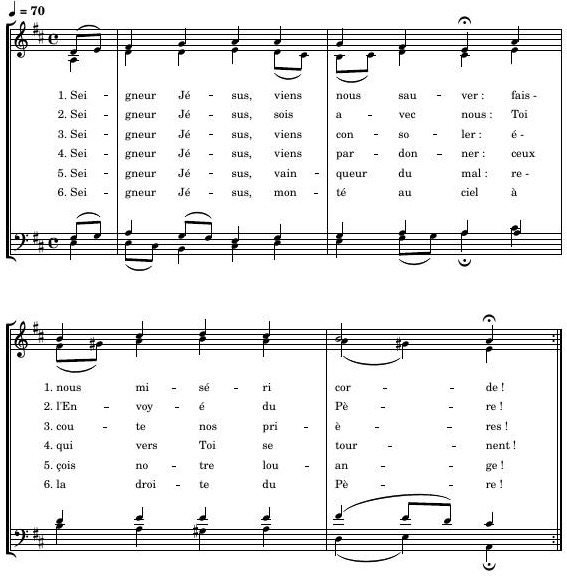 ♩ = 70
1. Sei - gneur Jé - sus, viens nous sau - ver : fais -
2. Sei - gneur Jé - sus, sois a - vec nous : Toi
3. Sei - gneur Jé - sus, viens con - so - ler : é -
4. Sei - gneur Jé - sus, viens par - don - ner : ceux
5. Sei - gneur Jé - sus, vain - queur du mal : re -
6. Sei - gneur Jé - sus, mon - té au ciel à
1. nous mi - sé - ri cor - de !
2. l'En - voy - é du Pè - re !
3. cou - te nos pri - è - res !
4. qui vers Toi se tour - nent !
5. çois no - tre lou - an - ge !
6. la droi - te du Pè - re !